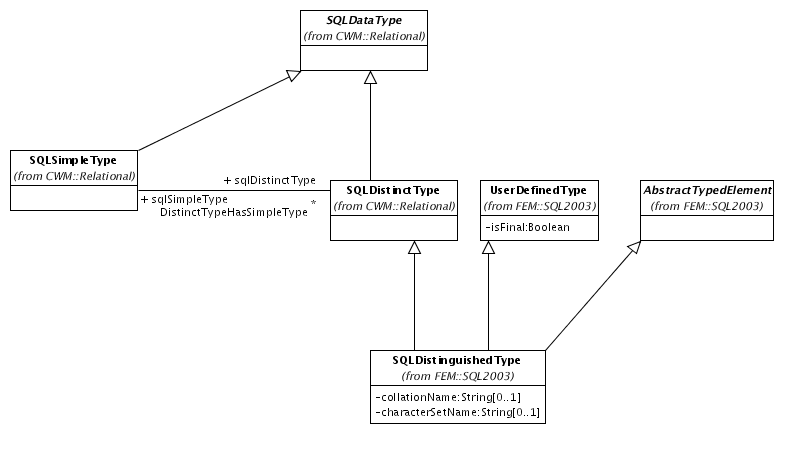 SQLDataType
(from CWM::Relational)
SQLSimpleType
(from CWM::Relational)
+ sqlDistinctType
+ sqlSimpleType
*
DistinctTypeHasSimpleType
SQLDistinctType
(from CWM::Relational)
UserDefinedType
(from FEM::SQL2003)
-isFinal:Boolean
AbstractTypedElement
(from FEM::SQL2003)
SQLDistinguishedType
(from FEM::SQL2003)
-collationName:String[0..1]
-characterSetName:String[0..1]